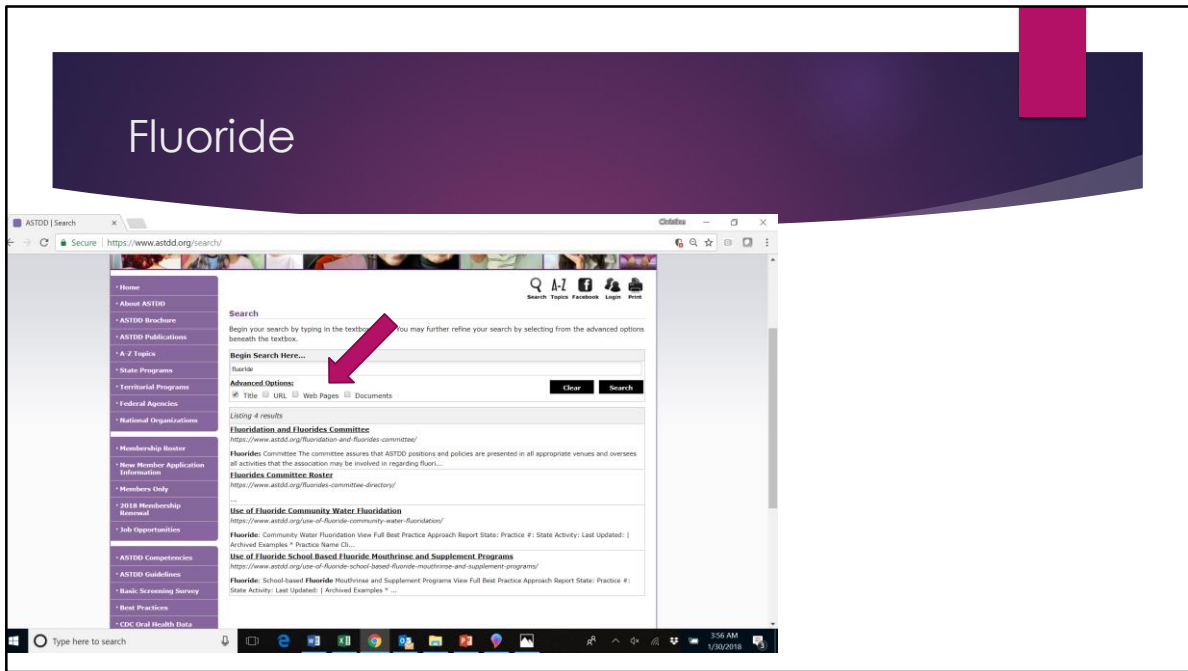 Fluoride
ASTDD | Search
Christina
Secure | https://www.astdd.org/search/
Search Topics Facebook Login Print
• Home
• About ASTDD
• ASTDD Brochure
• ASTDD Publications
• A-Z Topics
• State Programs
• Territorial Programs
• Federal Agencies
• National Organizations
• Membership Roster
• New Member Application
Information
• Members Only
• 2018 Membership
Renewal
• Job Opportunities
• ASTDD Competencies
• ASTDD Guidelines
• Basic Screening Survey
• Best Practices
• CDC Oral Health Data
Search
Begin your search by typing in the textbox You may further refine your search by selecting from the advanced options
beneath the textbox.
Begin Search Here...
fluoride
Advanced Options:
Title URL Web Pages Documents
Clear Search
Listing 4 results
Fluoridation and Fluorides Committee
https://www.astdd.org/fluoridation-and-fluorides-committee/
Fluorides Committee The committee assures that ASTDD positions and policies are presented in all appropriate venues and oversees
all activities that the association may be involved in regarding fluori....
Fluorides Committee Roster
https://www.astdd.org/fluorides-committee-directory/
...
Use of Fluoride Community Water Fluoridation
https://www.astdd.org/use-of-fluoride-community-water-fluoridation/
Fluoride: Community Water Fluoridation View Full Best Practice Approach Report State: Practice #: State Activity: Last Updated: |
Archived Examples * Practice Name Cli...
Use of Fluoride School Based Fluoride Mouthrinse and Supplement Programs
https://www.astdd.org/use-of-fluoride-school-based-fluoride-mouthrinse-and-supplement-programs/
Fluoride: School-based Fluoride Mouthrinse and Supplement Programs View Full Best Practice Approach Report State: Practice #:
State Activity: Last Updated: | Archived Examples * ...
Type here to search
3:56 AM
1/30/2018